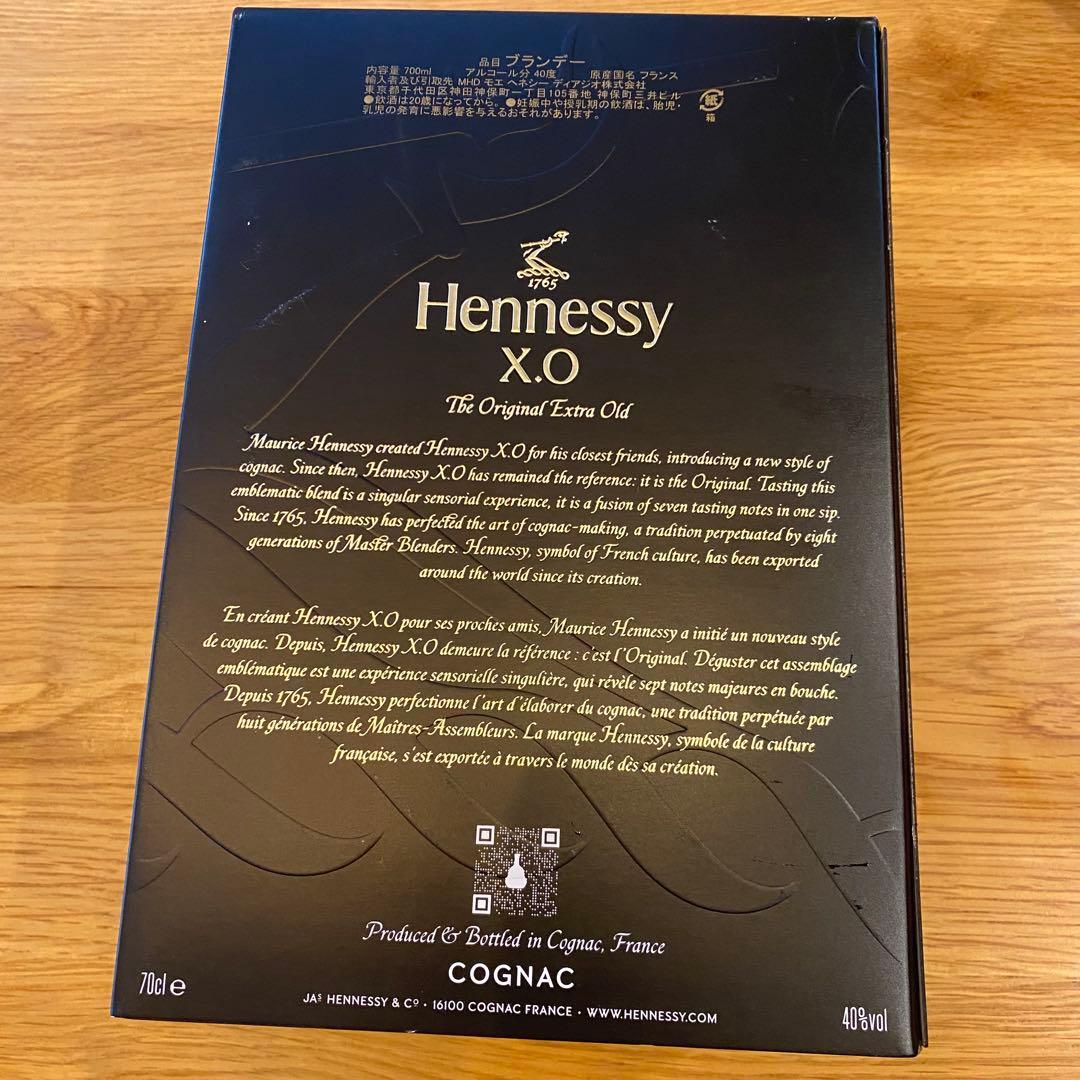 品目 ブランデー
内容量 700ml アルコール分 40度 原産国名 フランス
輸入者及び引取先 MHD モエ ヘネシー ディアジオ株式会社
東京都千代田区神田神保町一丁目105番地 神保町三井ビル
●飲酒は20歳になってから。●妊娠中や授乳期の飲酒は、胎児・
乳児の発育に悪影響を与えるおそれがあります。
紙
箱
1765
Hennessy
X.O
The Original Extra Old
Maurice Hennessy created Hennessy X.O for his closest friends, introducing a new style of
cognac. Since then, Hennessy X.O has remained the reference: it is the Original. Tasting this
emblematic blend is a singular sensorial experience, it is a fusion of seven tasting notes in one sip.
Since 1765, Hennessy has perfected the art of cognac-making, a tradition perpetuated by eight
generations of Master Blenders. Hennessy, symbol of French culture, has been exported
around the world since its creation.
En créant Hennessy X.O pour ses proches amis, Maurice Hennessy a initié un nouveau style
de cognac. Depuis, Hennessy X.O demeure la référence : c'est l'Original. Déguster cet assemblage
emblématique est une expérience sensorielle singulière, qui révèle sept notes majeures en bouche.
Depuis 1765, Hennessy perfectionne l'art d'élaborer du cognac, une tradition perpétuée par
huit générations de Maîtres-Assembleurs. La marque Hennessy, symbole de la culture
française, s'est exportée à travers le monde dès sa création.
Produced & Bottled in Cognac, France
COGNAC
70cl e
JAS HENNESSY & Cº • 16100 COGNAC FRANCE • WWW.HENNESSY.COM
40%vol